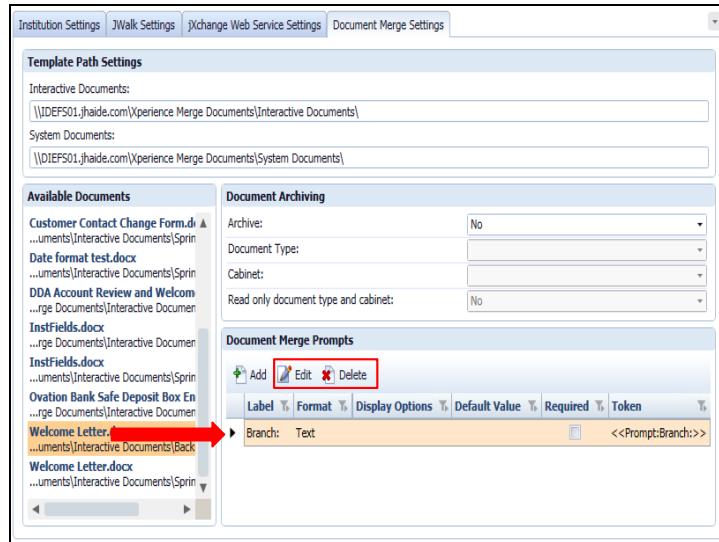 Institution Settings JWalk Settings jXchange Web Service Settings Document Merge Settings
Template Path Settings
Interactive Documents:
\\IDEFS01.jhaide.com\Xperience Merge Documents\Interactive Documents\
System Documents:
\\DIEFS01.jhaide.com\Xperience Merge Documents\System Documents\
Available Documents
Customer Contact Change Form.d
...uments\Interactive Documents\Sprin
Date format test.docx
...uments\Interactive Documents\Sprin
DDA Account Review and Welcom
...rge Documents\Interactive Documen
InstFields.docx
...rge Documents\Interactive Documen
InstFields.docx
...uments\Interactive Documents\Sprin
Ovation Bank Safe Deposit Box En
...rge Documents\Interactive Documen
Welcome Letter.
...uments\Interactive Documents\Back
Welcome Letter.docx
...uments\Interactive Documents\Sprin
Document Archiving
Archive: No
Document Type:
Cabinet:
Read only document type and cabinet: No
Document Merge Prompts
Add Edit Delete
Label Format Display Options Default Value Required Token
Branch: Text <<Prompt:Branch:>>